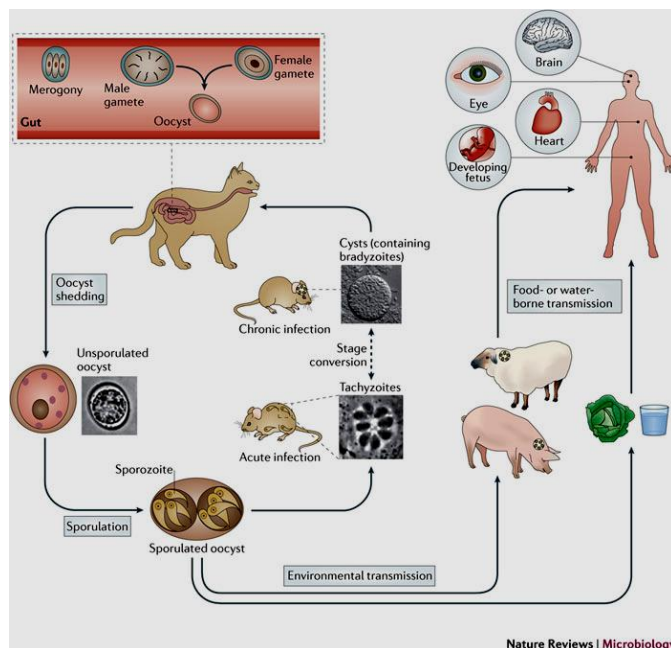 Merogony
Male
gamete
Female
gamete
Oocyst
Gut
Brain
Eye
Heart
Developing
fetus
Oocyst
shedding
Cysts (containing
bradyzoites)
Chronic infection
Food- or water-
borne transmission
Stage
conversion
Unsporulated
oocyst
Tachyzoites
Acute infection
Sporozoite
Sporulation
Sporulated oocyst
Environmental transmission
Nature Reviews | Microbiology